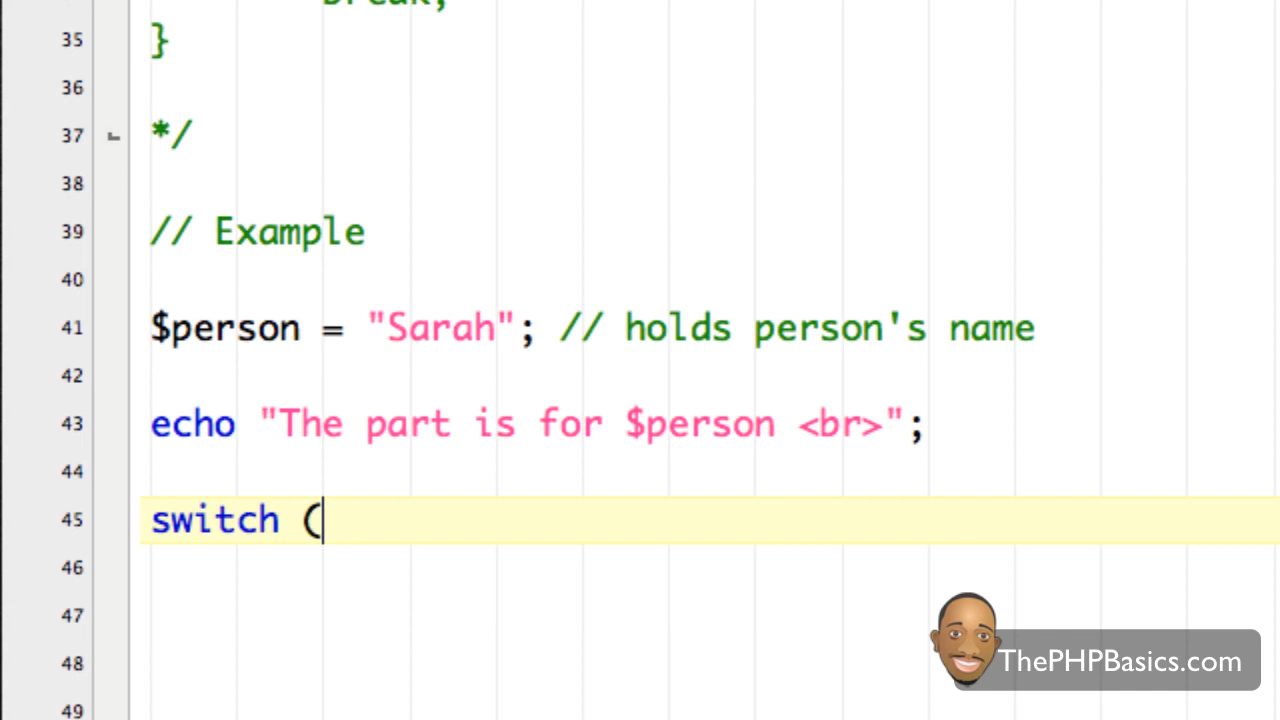 break;
35 }
36
37 */
38
39 // Example
40
41 $person = "Sarah"; // holds person's name
42
43 echo "The part is for $person <br>";
44
45 switch (
46
47
48
49
ThePHPBasics.com